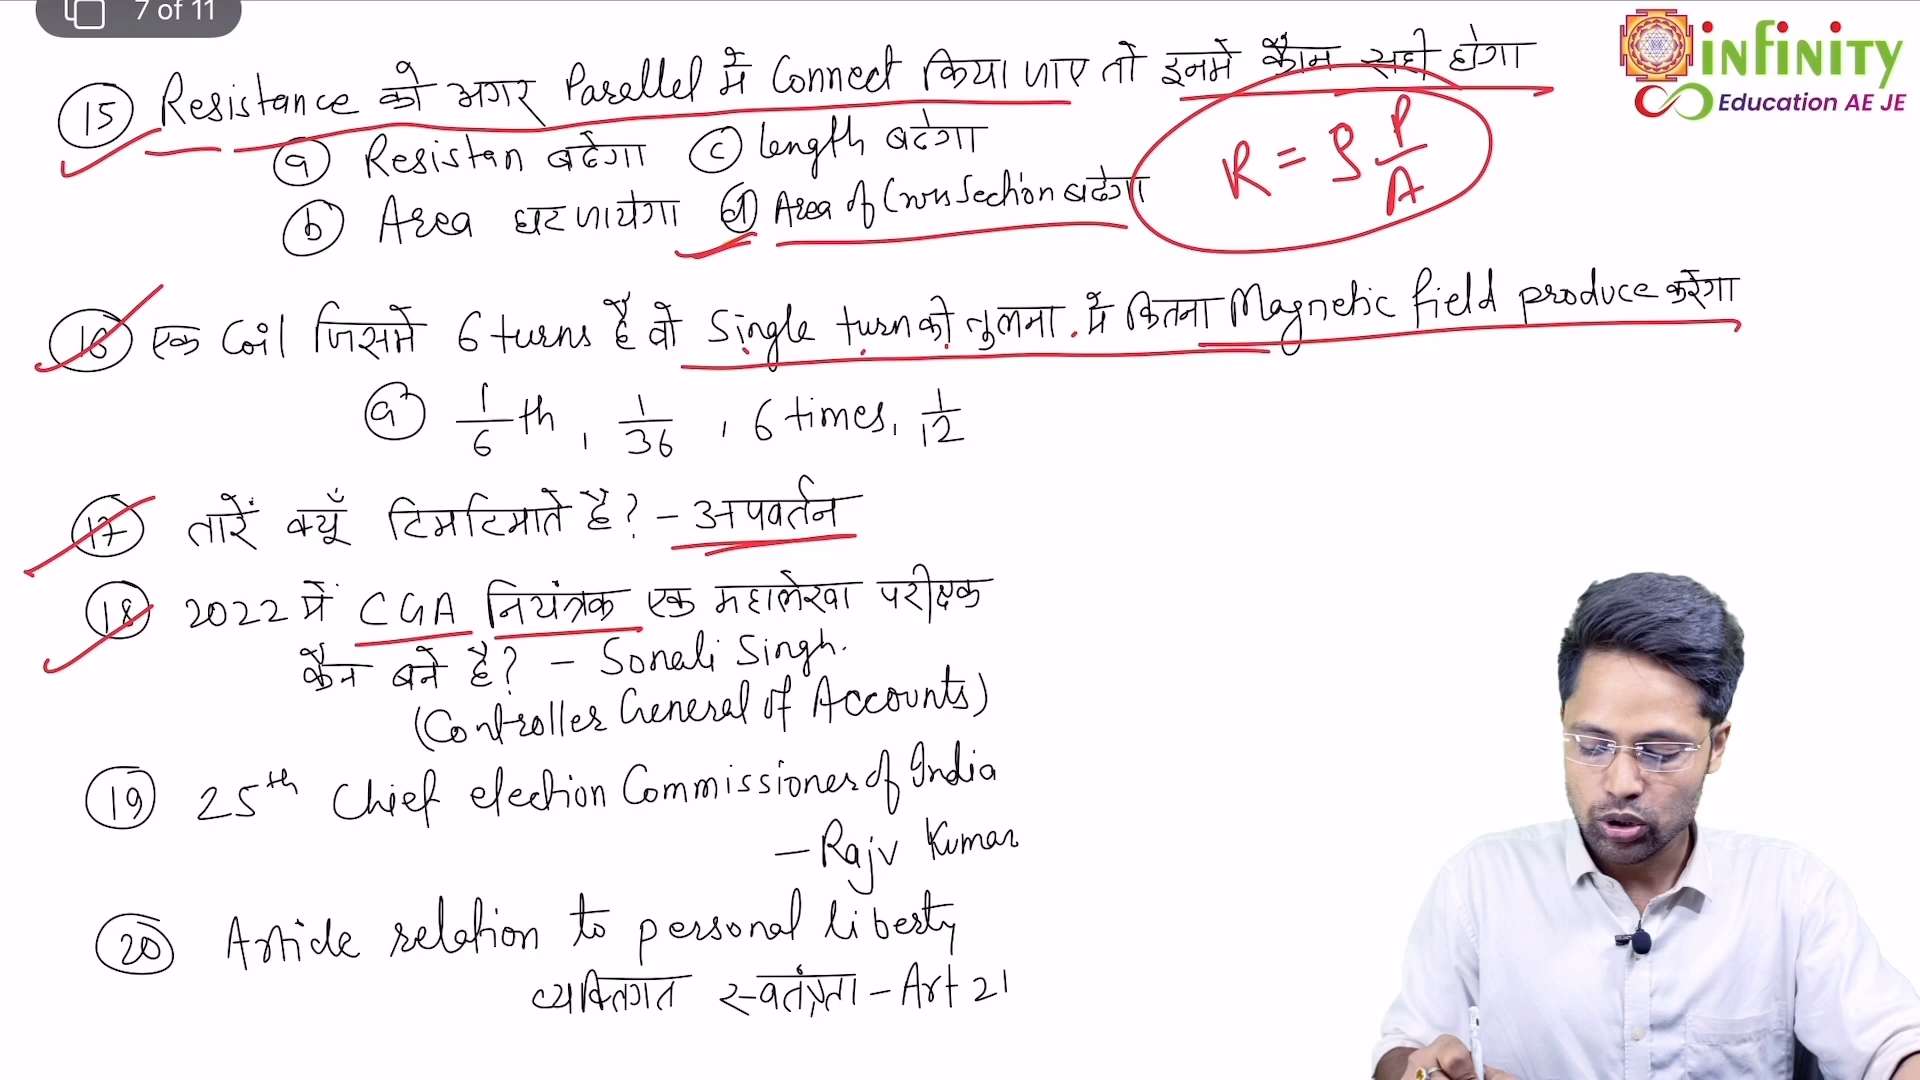 7 of 11
infinity
Education AE JE
15 Resistance को अगर Parellel में Connect किया जाए तो इनमे कौन सही होगा
a Resistan बढेगा c length बढेगा
b Area घट जायेगा d Area of Cross Section बढेगा
R = ρ l/A
16 एक Coil जिसमे 6 turns है वो Single turn की तुलना में कितना Magnetic field produce करेगा
a 1/6 th, 1/36, 6 times, 1/12
17 तारें क्यूँ टिमटिमाते है? - अपवर्तन
18 2022 में CGA नियंत्रक एक महालेखा परीक्षक
कौन बने है? - Sonali Singh.
(Controller General of Accounts)
19 25th Chief election Commissioner of India
- Rajv Kumar
20 Article relation to personal liberty
व्यक्तिगत स्वतंत्रता - Art 21